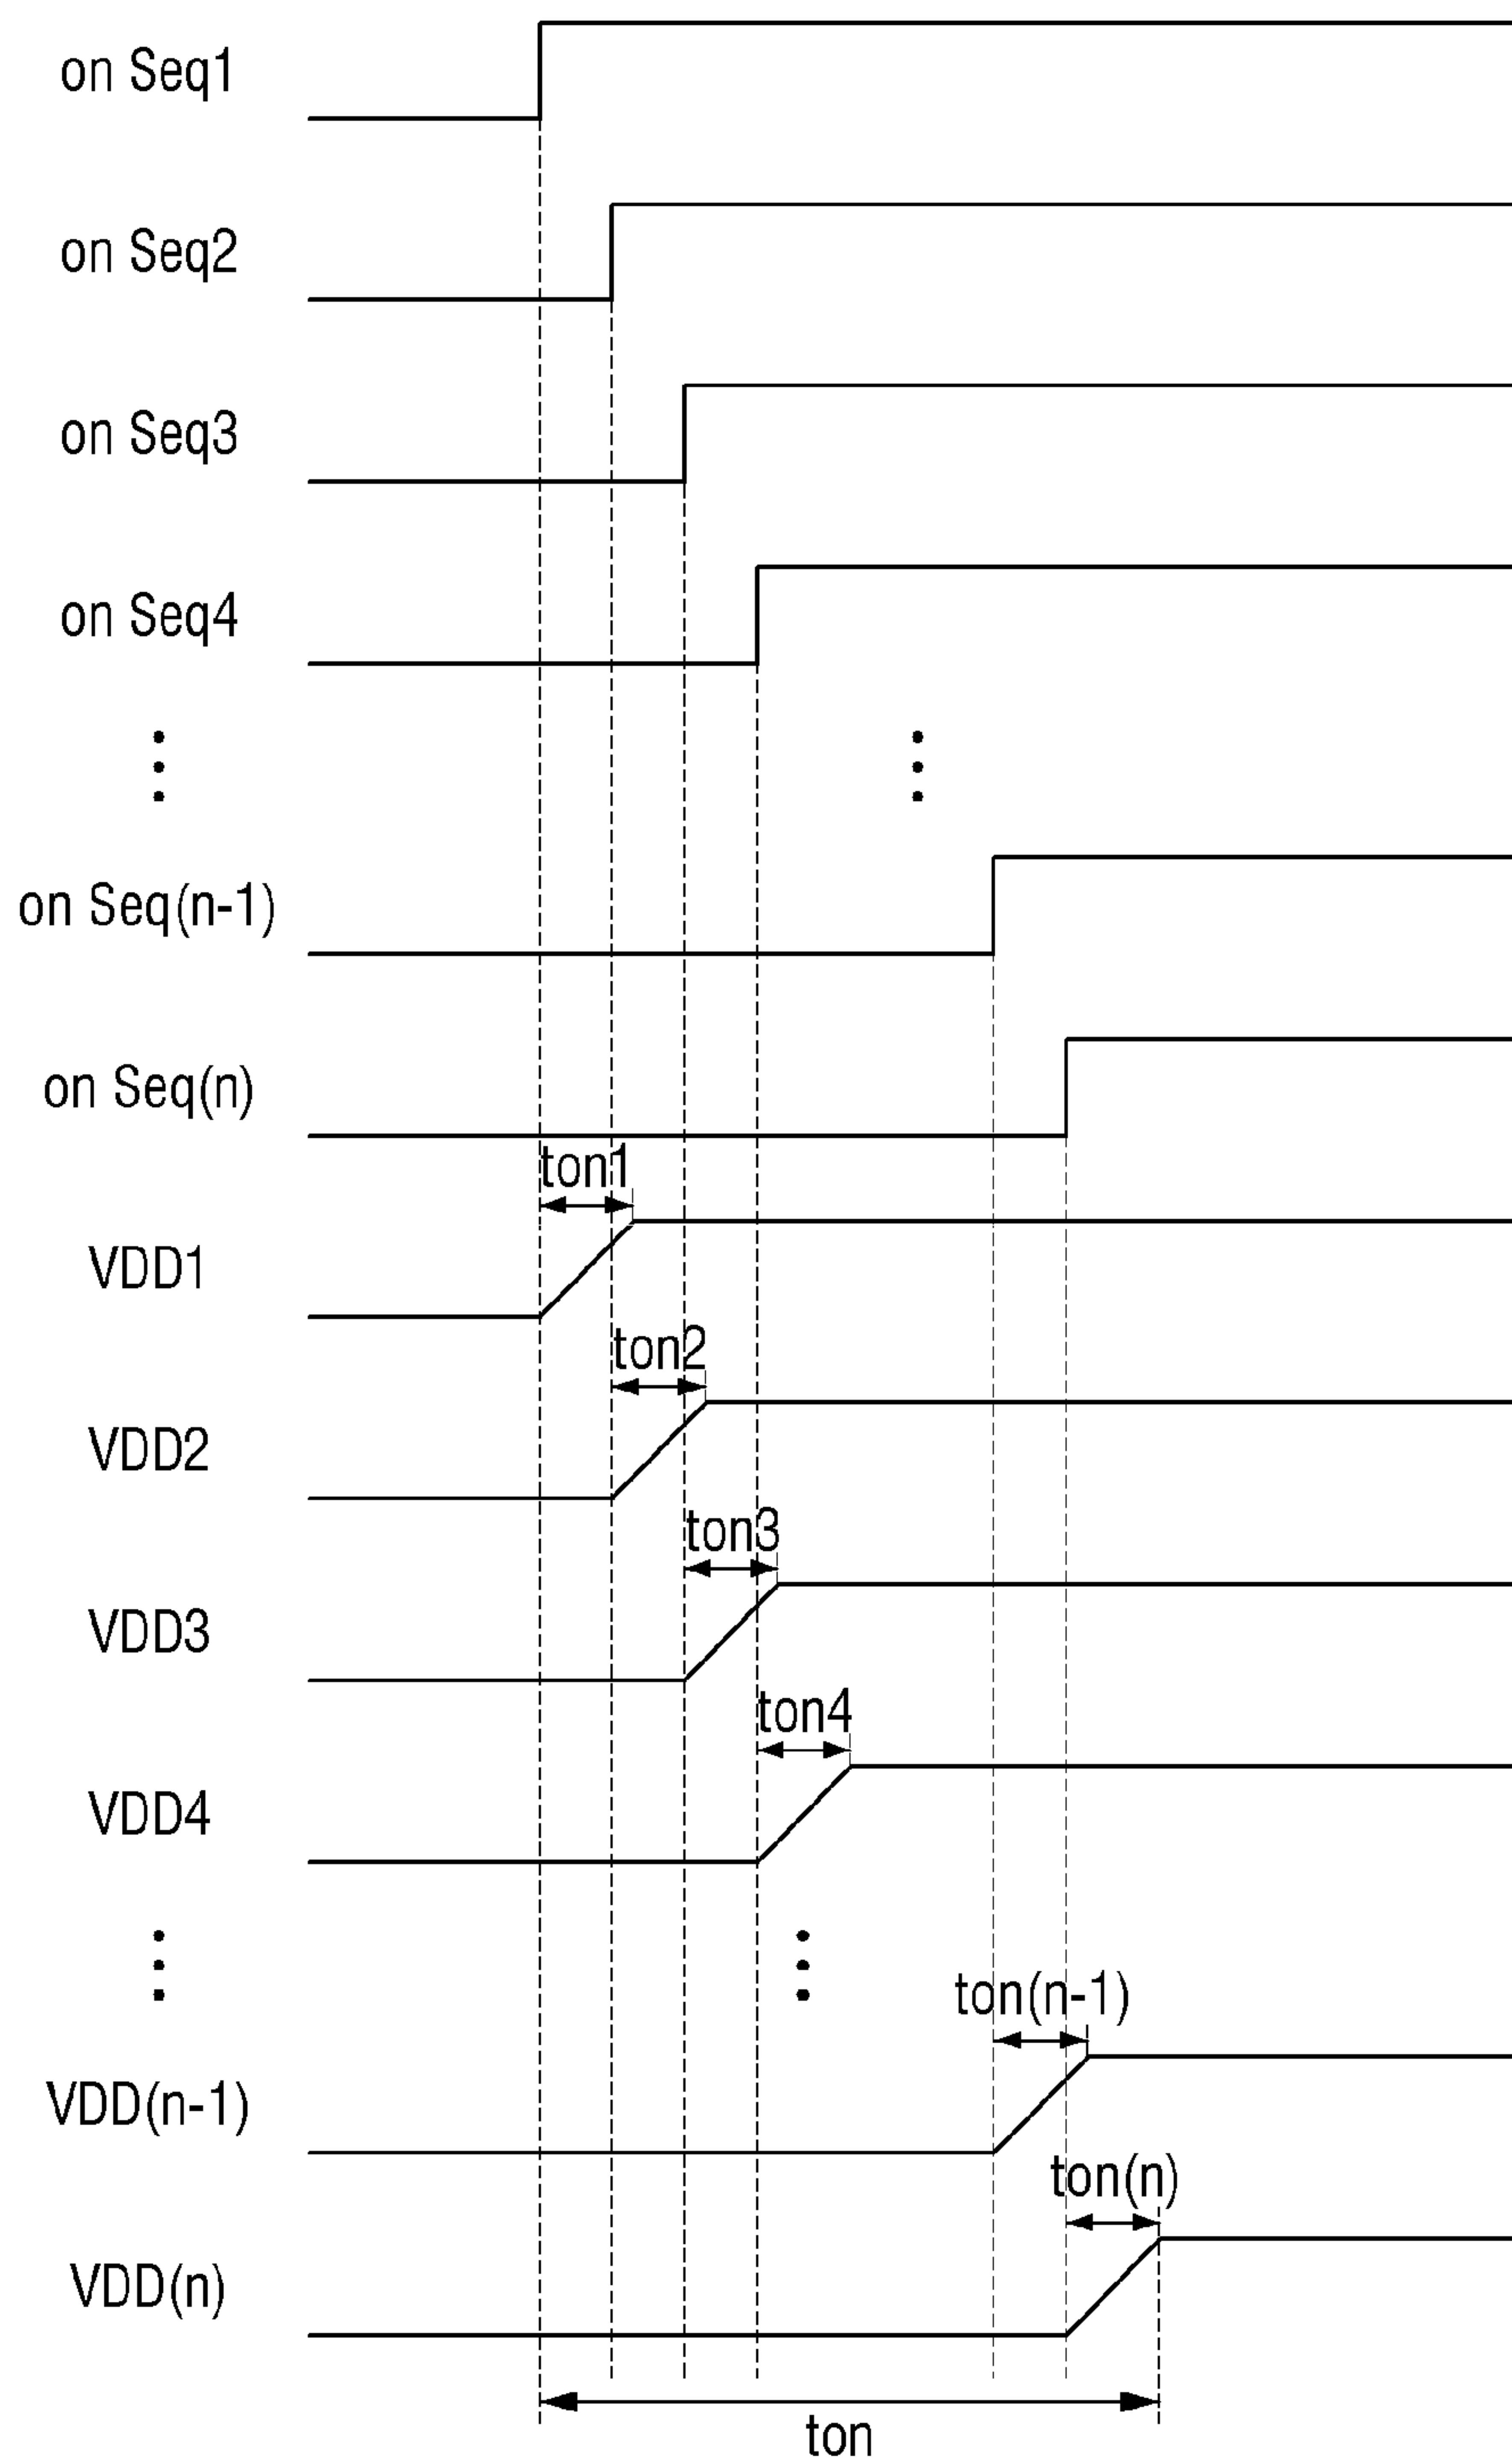 on Seq1
on Seq2
on Seq3
on Seq4
on Seq(n-1)
on Seq(n)
ton1
VDD1
ton2
VDD2
ton3
VDD3
ton4
VDD4
ton(n-1)
VDD(n-1)
ton(n)
VDD(n)
ton